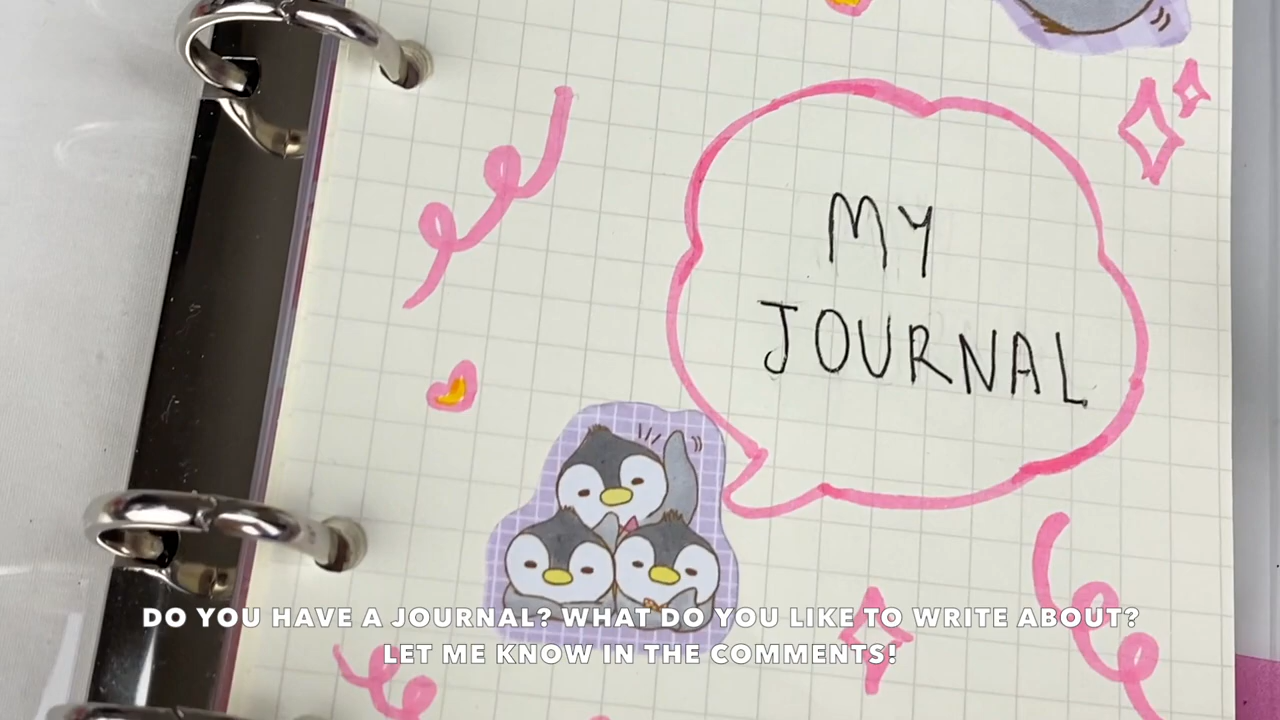 MY
JOURNAL
DO YOU HAVE A JOURNAL? WHAT DO YOU LIKE TO WRITE ABOUT?
LET ME KNOW IN THE COMMENTS!